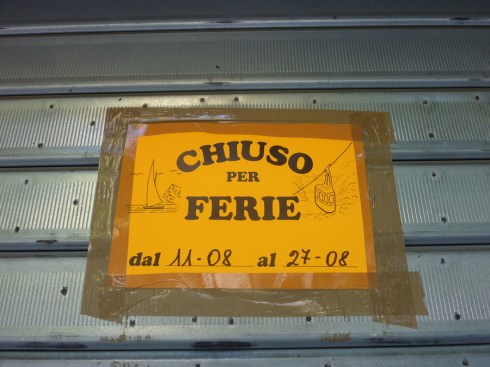 CHIUSO
PER
FERIE
dal 11-08 al 27-08